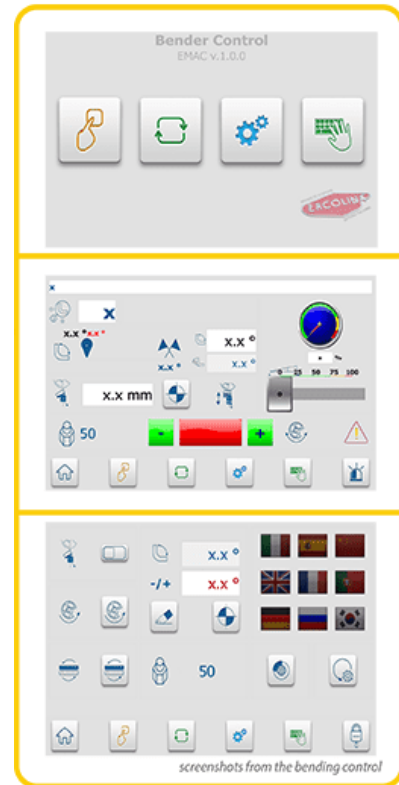 Bender Control
EMAC v.1.0.0
ERCOLINA
x
x
x.x °x.x °
x.x °
x.x °
x.x °
x.x mm
x %
0 25 50 75 100
50
- +
x.x °
-/+ x.x °
50
screenshots from the bending control